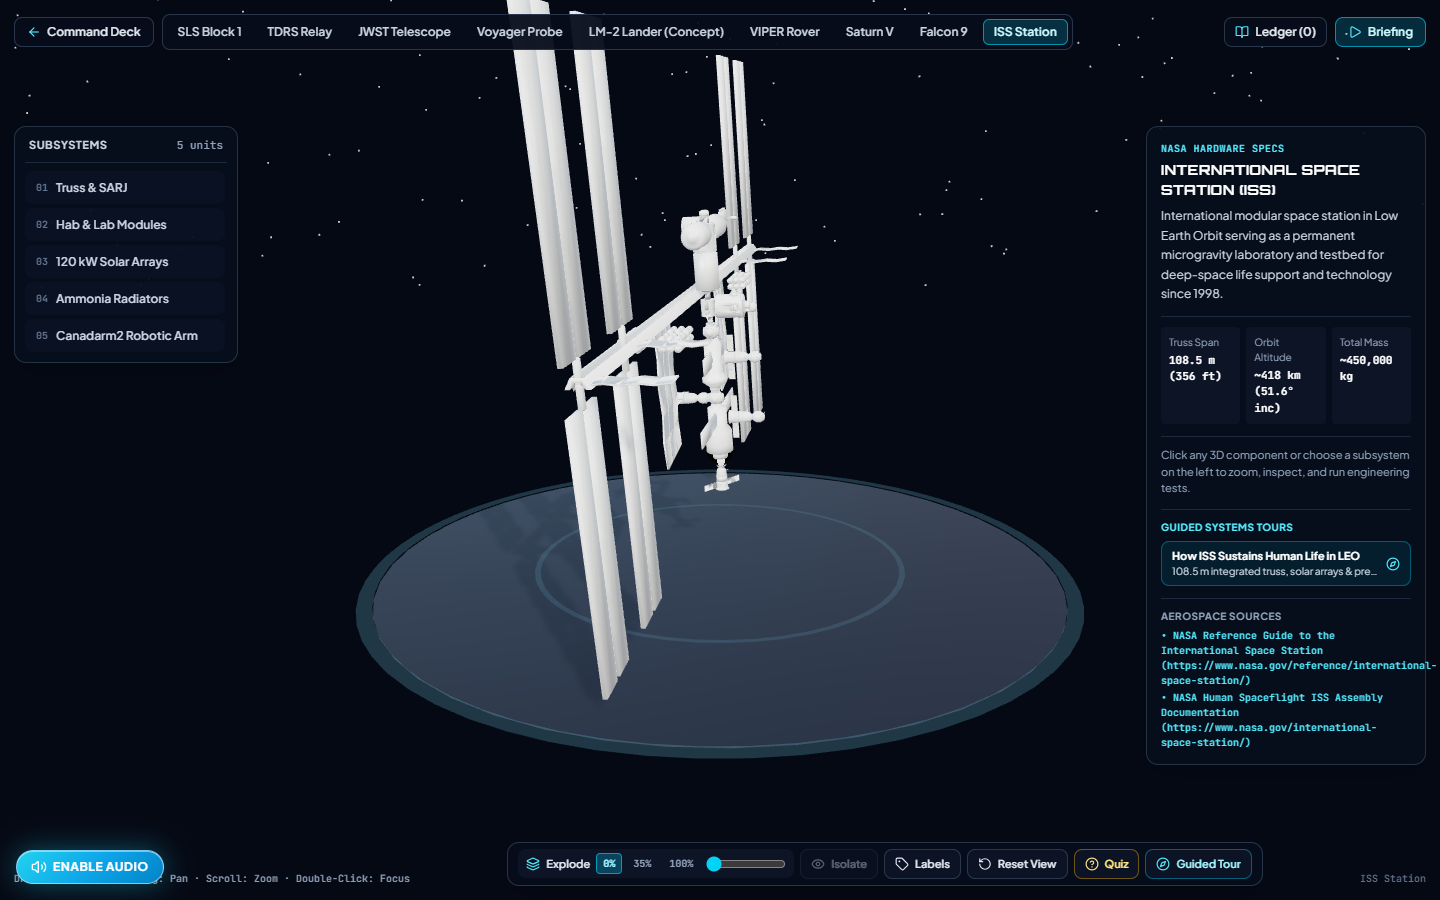 Command Deck
SLS Block 1
TDRS Relay
JWST Telescope
Voyager Probe
LM-2 Lander (Concept)
VIPER Rover
Saturn V
Falcon 9
ISS Station
Ledger (0)
Briefing
SUBSYSTEMS 5 units
01 Truss & SARJ
02 Hab & Lab Modules
03 120 kW Solar Arrays
04 Ammonia Radiators
05 Canadarm2 Robotic Arm
NASA HARDWARE SPECS
INTERNATIONAL SPACE
STATION (ISS)
International modular space station in Low
Earth Orbit serving as a permanent
microgravity laboratory and testbed for
deep-space life support and technology
since 1998.
Truss Span
108.5 m
(356 ft)
Orbit
Altitude
~418 km
(51.6°
inc)
Total Mass
~450,000
kg
Click any 3D component or choose a subsystem
on the left to zoom, inspect, and run engineering
tests.
GUIDED SYSTEMS TOURS
How ISS Sustains Human Life in LEO
108.5 m integrated truss, solar arrays & pre...
AEROSPACE SOURCES
• NASA Reference Guide to the
International Space Station
(https://www.nasa.gov/reference/international-
space-station/)
• NASA Human Spaceflight ISS Assembly
Documentation
(https://www.nasa.gov/international-
space-station/)
ENABLE AUDIO
Pan · Scroll: Zoom · Double-Click: Focus
Explode 0% 35% 100%
Isolate
Labels
Reset View
Quiz
Guided Tour
ISS Station